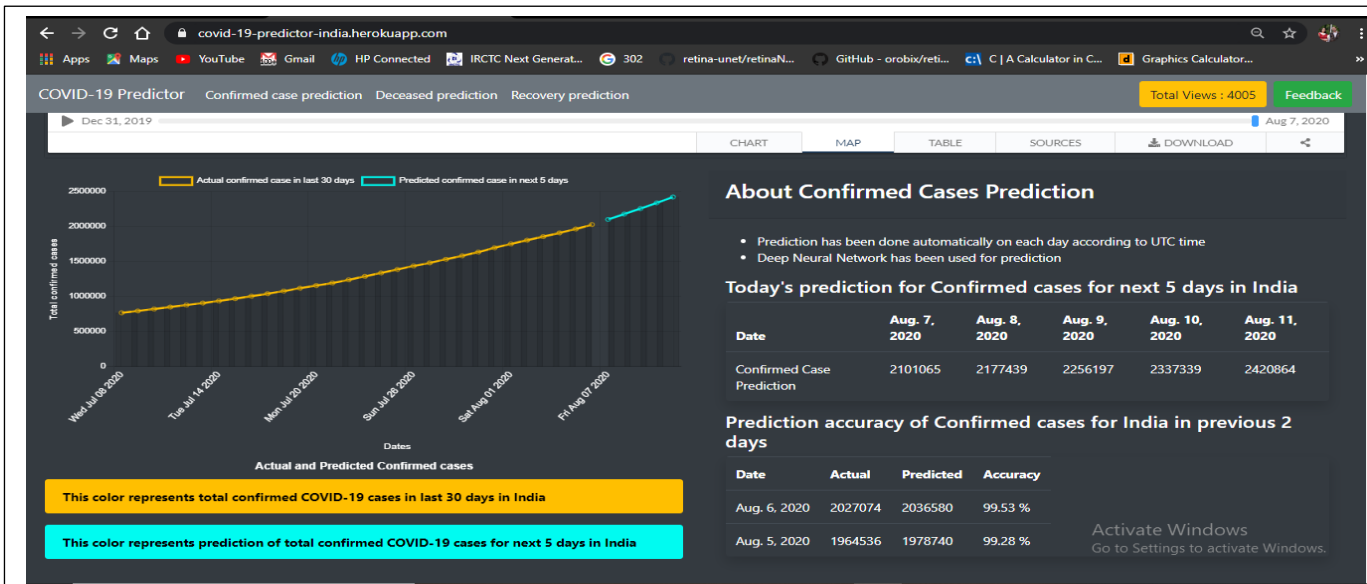 covid-19-predictor-india.herokuapp.com
Apps Maps YouTube Gmail HP Connected IRCTC Next Generat... 302 retina-unet/retinaN... GitHub - orobix/reti... C | A Calculator in C... Graphics Calculator... »
COVID-19 Predictor Confirmed case prediction Deceased prediction Recovery prediction Total Views : 4005 Feedback
Dec 31, 2019 Aug 7, 2020
CHART MAP TABLE SOURCES DOWNLOAD
Actual confirmed case in last 30 days Predicted confirmed case in next 5 days
Total confirmed cases
2500000
2000000
1500000
1000000
500000
0
Wed Jul 08 2020 Tue Jul 14 2020 Mon Jul 20 2020 Sun Jul 26 2020 Sat Aug 01 2020 Fri Aug 07 2020
Dates
Actual and Predicted Confirmed cases
This color represents total confirmed COVID-19 cases in last 30 days in India
This color represents prediction of total confirmed COVID-19 cases for next 5 days in India
About Confirmed Cases Prediction
• Prediction has been done automatically on each day according to UTC time
• Deep Neural Network has been used for prediction
Today's prediction for Confirmed cases for next 5 days in India
Aug. 7, Aug. 8, Aug. 9, Aug. 10, Aug. 11,
Date 2020 2020 2020 2020 2020
Confirmed Case 2101065 2177439 2256197 2337339 2420864
Prediction
Prediction accuracy of Confirmed cases for India in previous 2
days
Date Actual Predicted Accuracy
Aug. 6, 2020 2027074 2036580 99.53 %
Aug. 5, 2020 1964536 1978740 99.28 %
Activate Windows
Go to Settings to activate Windows.